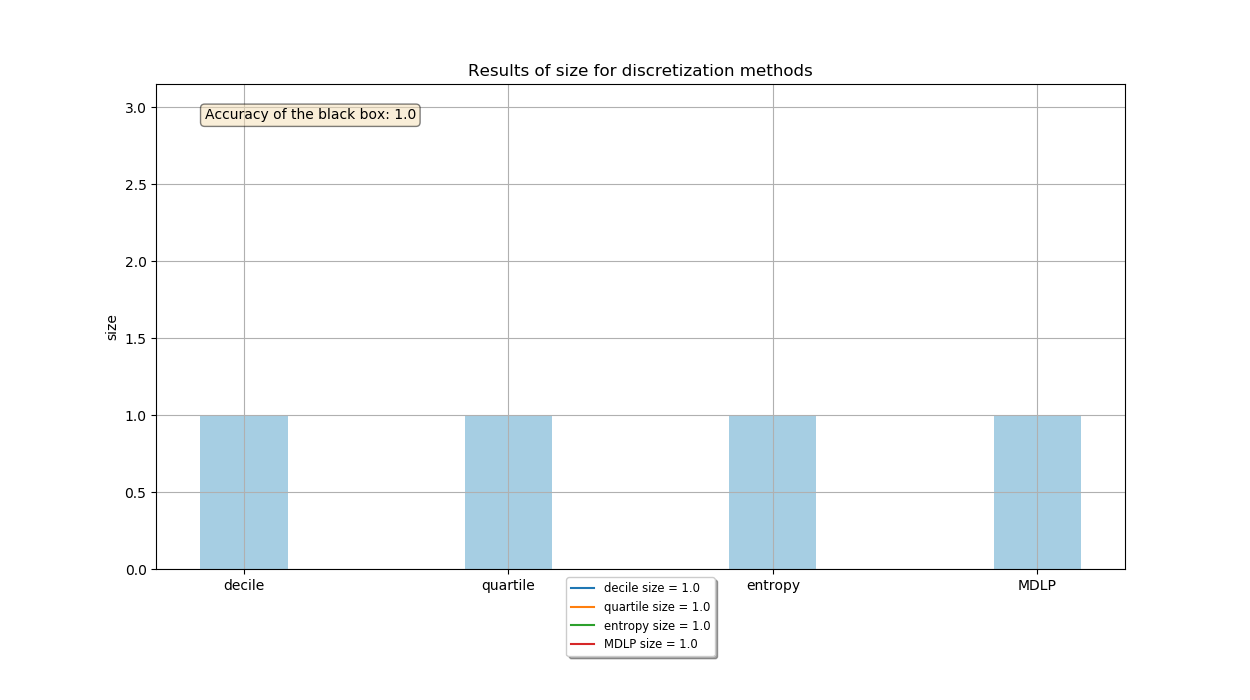 Results of size for discretization methods
Accuracy of the black box: 1.0
3.0
2.5
2.0
1.5
1.0
0.5
0.0
size
decile quartile entropy MDLP
decile size = 1.0
quartile size = 1.0
entropy size = 1.0
MDLP size = 1.0